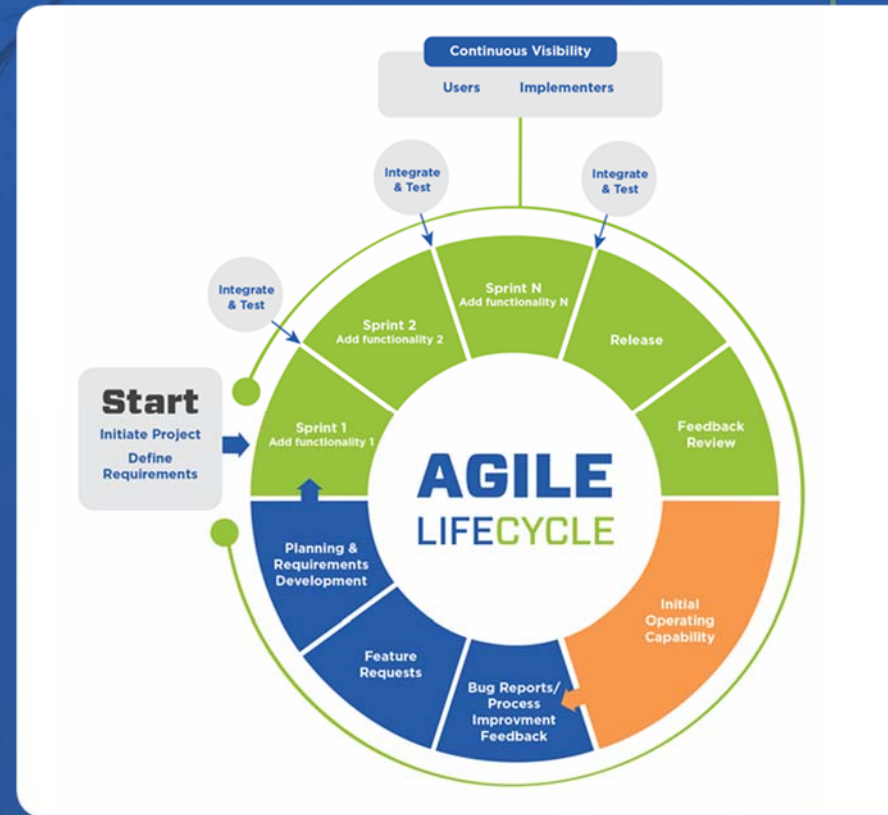 Continuous Visibility
Users Implementers
Integrate
& Test
Integrate
& Test
Integrate
& Test
Start
Initiate Project
Define
Requirements
Sprint 1
Add functionality 1
Sprint 2
Add functionality 2
Sprint N
Add functionality N
Release
Feedback
Review
Initial
Operating
Capability
Bug Reports/
Process
Improvment
Feedback
Feature
Requests
Planning &
Requirements
Development
AGILE
LIFECYCLE